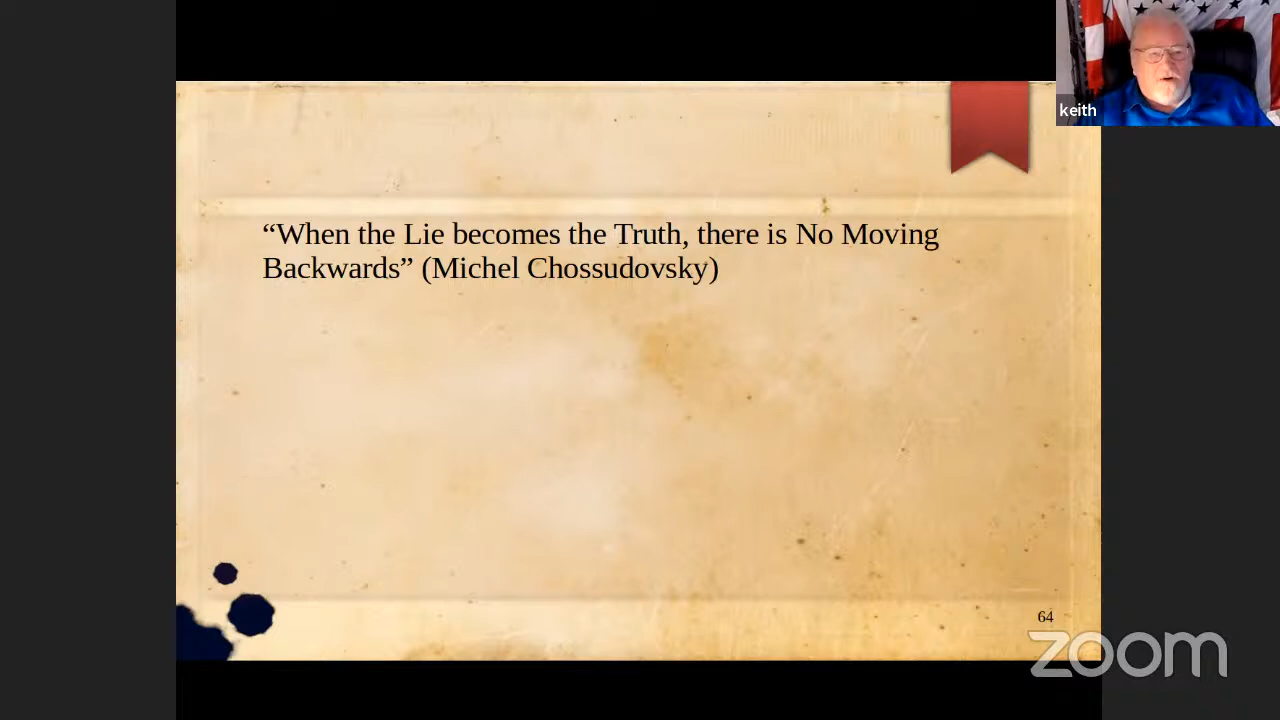 keith
“When the Lie becomes the Truth, there is No Moving
Backwards” (Michel Chossudovsky)
64
zoom